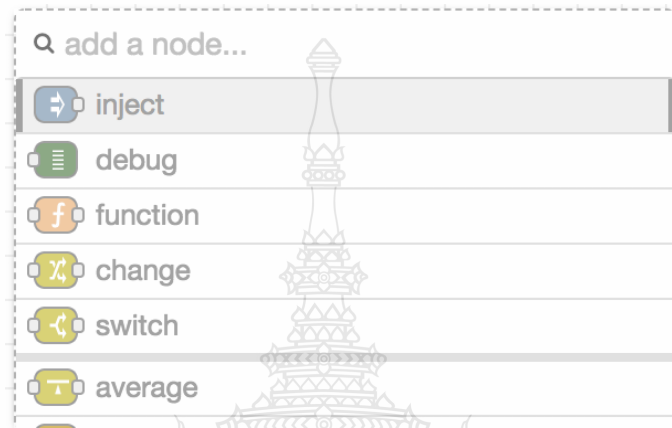 add a node...
inject
debug
function
change
switch
average